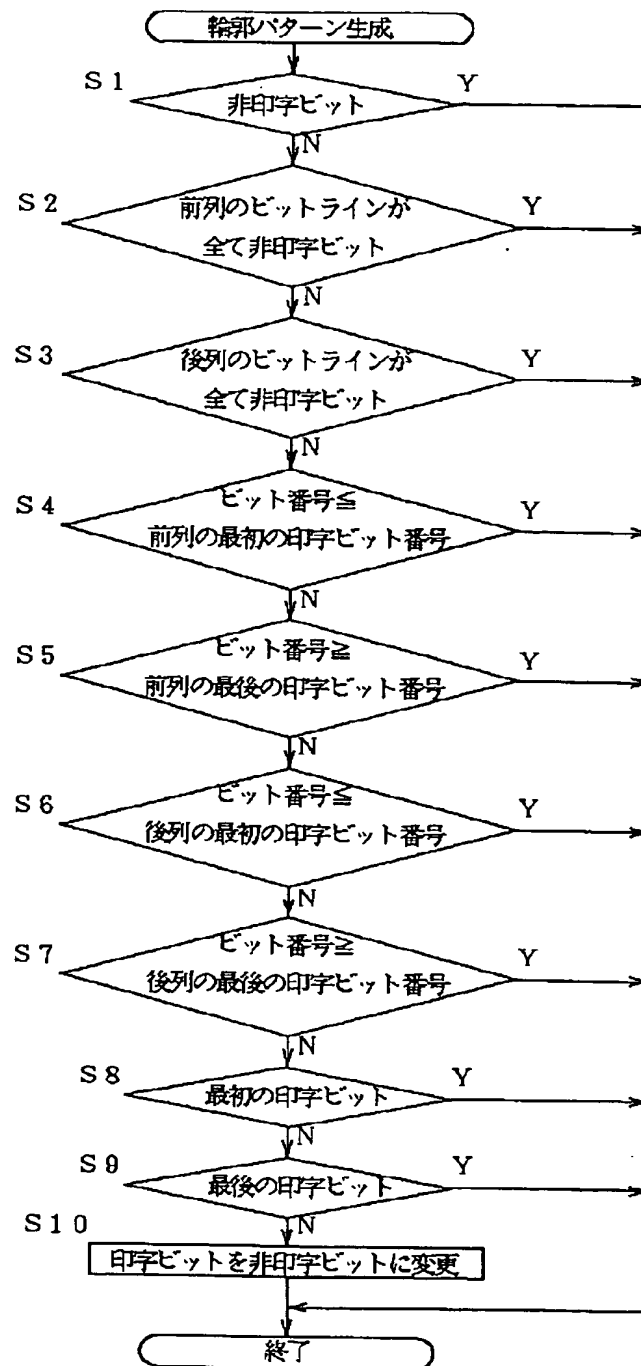 輪郭パターン生成
S1
非印字ビット
Y
N
S2
前列のビットラインが
全て非印字ビット
Y
N
S3
後列のビットラインが
全て非印字ビット
Y
N
S4
ビット番号≦
前列の最初の印字ビット番号
Y
N
S5
ビット番号≧
前列の最後の印字ビット番号
Y
N
S6
ビット番号≦
後列の最初の印字ビット番号
Y
N
S7
ビット番号≧
後列の最後の印字ビット番号
Y
N
S8
最初の印字ビット
Y
N
S9
最後の印字ビット
Y
N
S10
印字ビットを非印字ビットに変更
終了